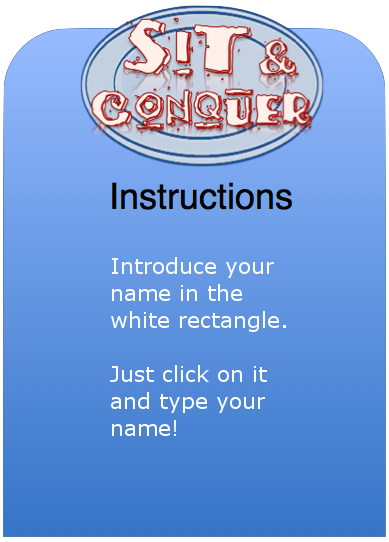 SIT &
CONQUER
Instructions
Introduce your
name in the
white rectangle.
Just click on it
and type your
name!